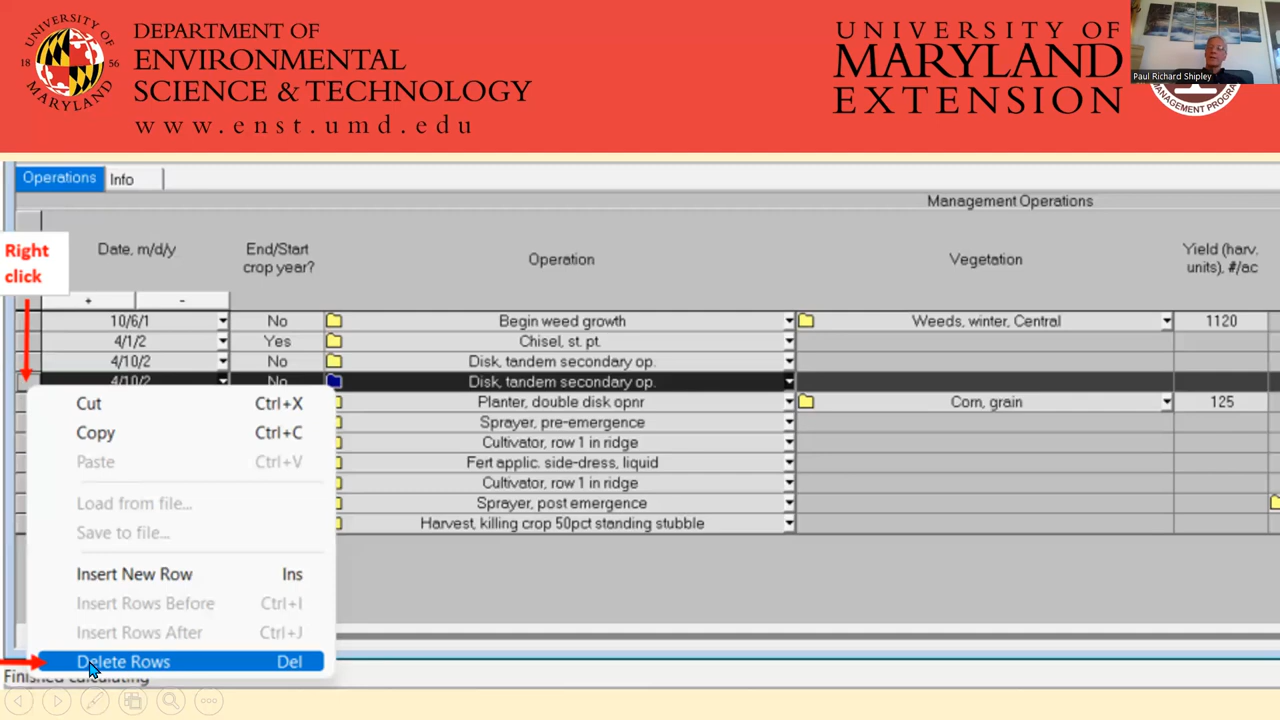 UNIVERSITY OF
18 56
MARYLAND
DEPARTMENT OF
ENVIRONMENTAL
SCIENCE & TECHNOLOGY
www.enst.umd.edu
UNIVERSITY OF
MARYLAND
EXTENSION
Paul Richard Shipley
MANAGEMENT
Operations Info
Management Operations
Right
click
Date, m/d/y
End/Start
crop year?
Operation
Vegetation
Yield (harv.
units), #/ac
+ -
10/6/1 No Begin weed growth Weeds, winter, Central 1120
4/1/2 Yes Chisel, st. pt.
4/10/2 No Disk, tandem secondary op.
4/10/2 No Disk, tandem secondary op.
Planter, double disk opnr Corn, grain 125
Sprayer, pre-emergence
Cultivator, row 1 in ridge
Fert applic. side-dress, liquid
Cultivator, row 1 in ridge
Sprayer, post emergence
Harvest, killing crop 50pct standing stubble
Cut Ctrl+X
Copy Ctrl+C
Paste Ctrl+V
Load from file...
Save to file...
Insert New Row Ins
Insert Rows Before Ctrl+I
Insert Rows After Ctrl+J
Delete Rows Del
Finished calculating